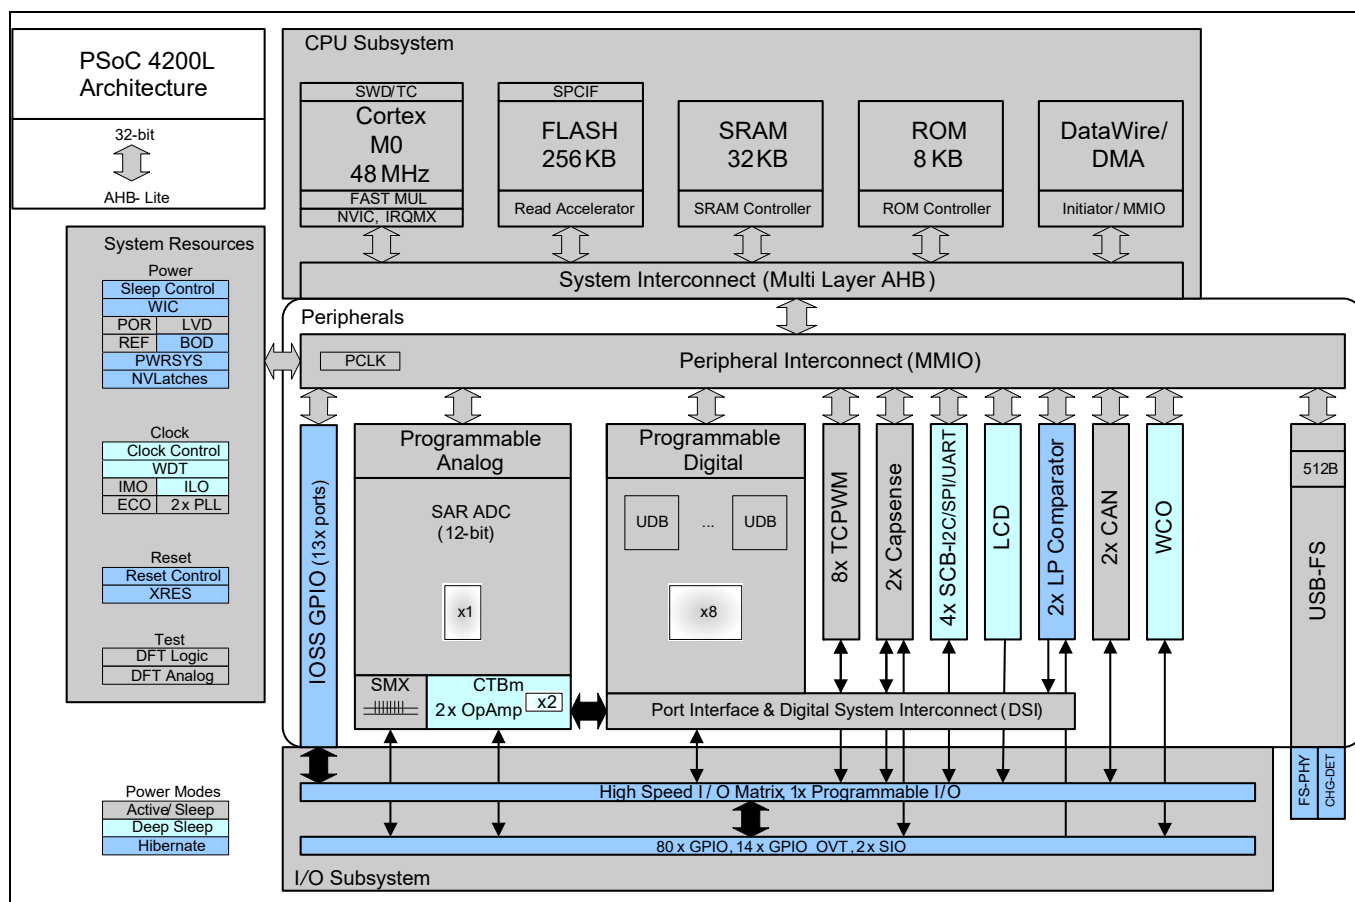 PSoC 4200L
Architecture
32-bit
AHB- Lite
CPU Subsystem
SWD/TC
Cortex
M0
48 MHz
FAST MUL
NVIC, IRQMX
SPCIF
FLASH
256 KB
Read Accelerator
SRAM
32 KB
SRAM Controller
ROM
8 KB
ROM Controller
DataWire/
DMA
Initiator / MMIO
System Interconnect (Multi Layer AHB)
System Resources
Power
Sleep Control
WIC
POR LVD
REF BOD
PWRSYS
NVLatches
Clock
Clock Control
WDT
IMO ILO
ECO 2x PLL
Reset
Reset Control
XRES
Test
DFT Logic
DFT Analog
Peripherals
PCLK
Peripheral Interconnect (MMIO)
IOSS GPIO (13x ports)
Programmable
Analog
SAR ADC
(12-bit)
x1
SMX
CTBm
2x OpAmp
x2
Programmable
Digital
UDB ... UDB
x8
8x TCPWM
2x Capsense
4x SCB-I2C/SPI/UART
LCD
2x LP Comparator
2x CAN
WCO
512B
USB-FS
FS-PHY
CHG-DET
Port Interface & Digital System Interconnect (DSI)
High Speed I / O Matrix, 1x Programmable I/O
80 x GPIO, 14 x GPIO_OVT, 2 x SIO
I/O Subsystem
Power Modes
Active/ Sleep
Deep Sleep
Hibernate